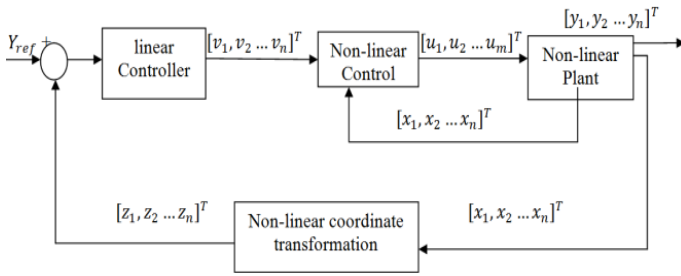 [y₁, y₂ … yₙ]ᵀ
Y_ref +
linear
Controller
[v₁, v₂ … vₙ]ᵀ
Non-linear
Control
[u₁, u₂ … uₘ]ᵀ
Non-linear
Plant
[x₁, x₂ … xₙ]ᵀ
[z₁, z₂ … zₙ]ᵀ
Non-linear coordinate
transformation
[x₁, x₂ … xₙ]ᵀ